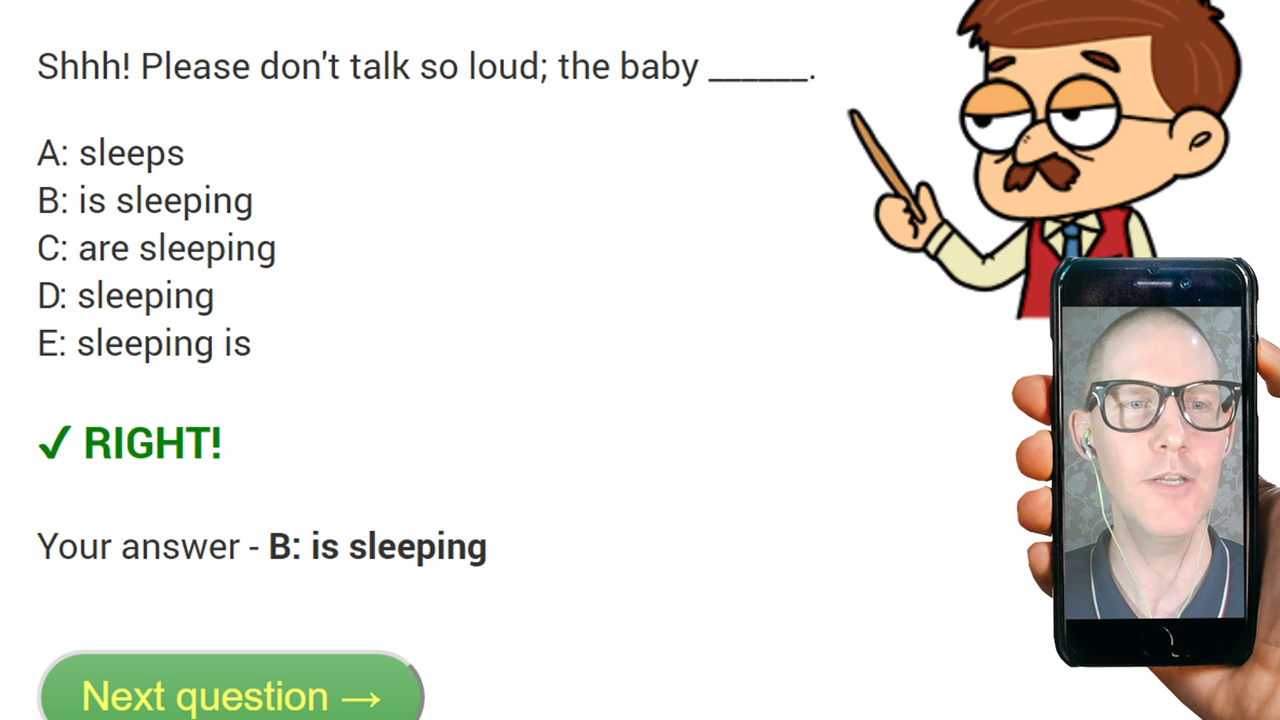 Shhh! Please don't talk so loud; the baby ______.
A: sleeps
B: is sleeping
C: are sleeping
D: sleeping
E: sleeping is
✓ RIGHT!
Your answer - B: is sleeping
Next question →